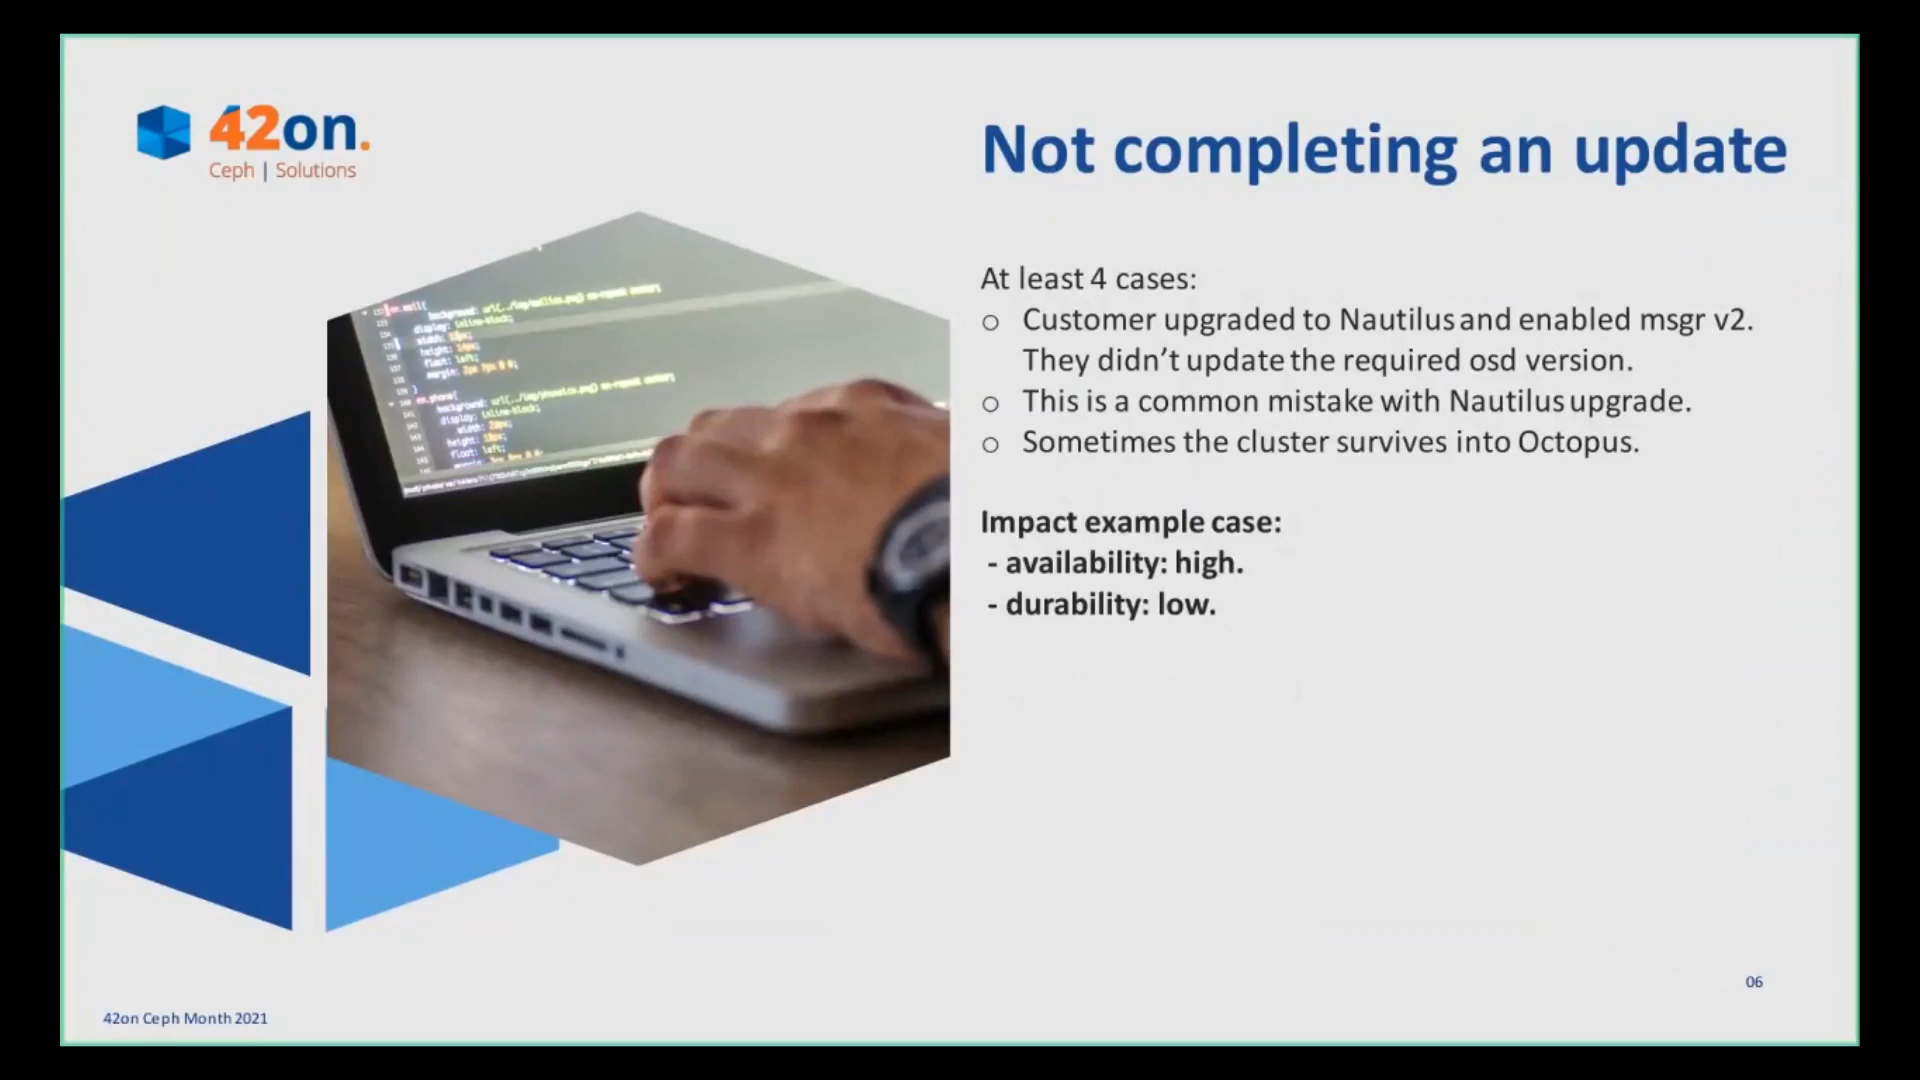 42on.
Ceph | Solutions
Not completing an update
At least 4 cases:
o Customer upgraded to Nautilus and enabled msgr v2.
They didn't update the required osd version.
o This is a common mistake with Nautilus upgrade.
o Sometimes the cluster survives into Octopus.
Impact example case:
- availability: high.
- durability: low.
06
42on Ceph Month 2021